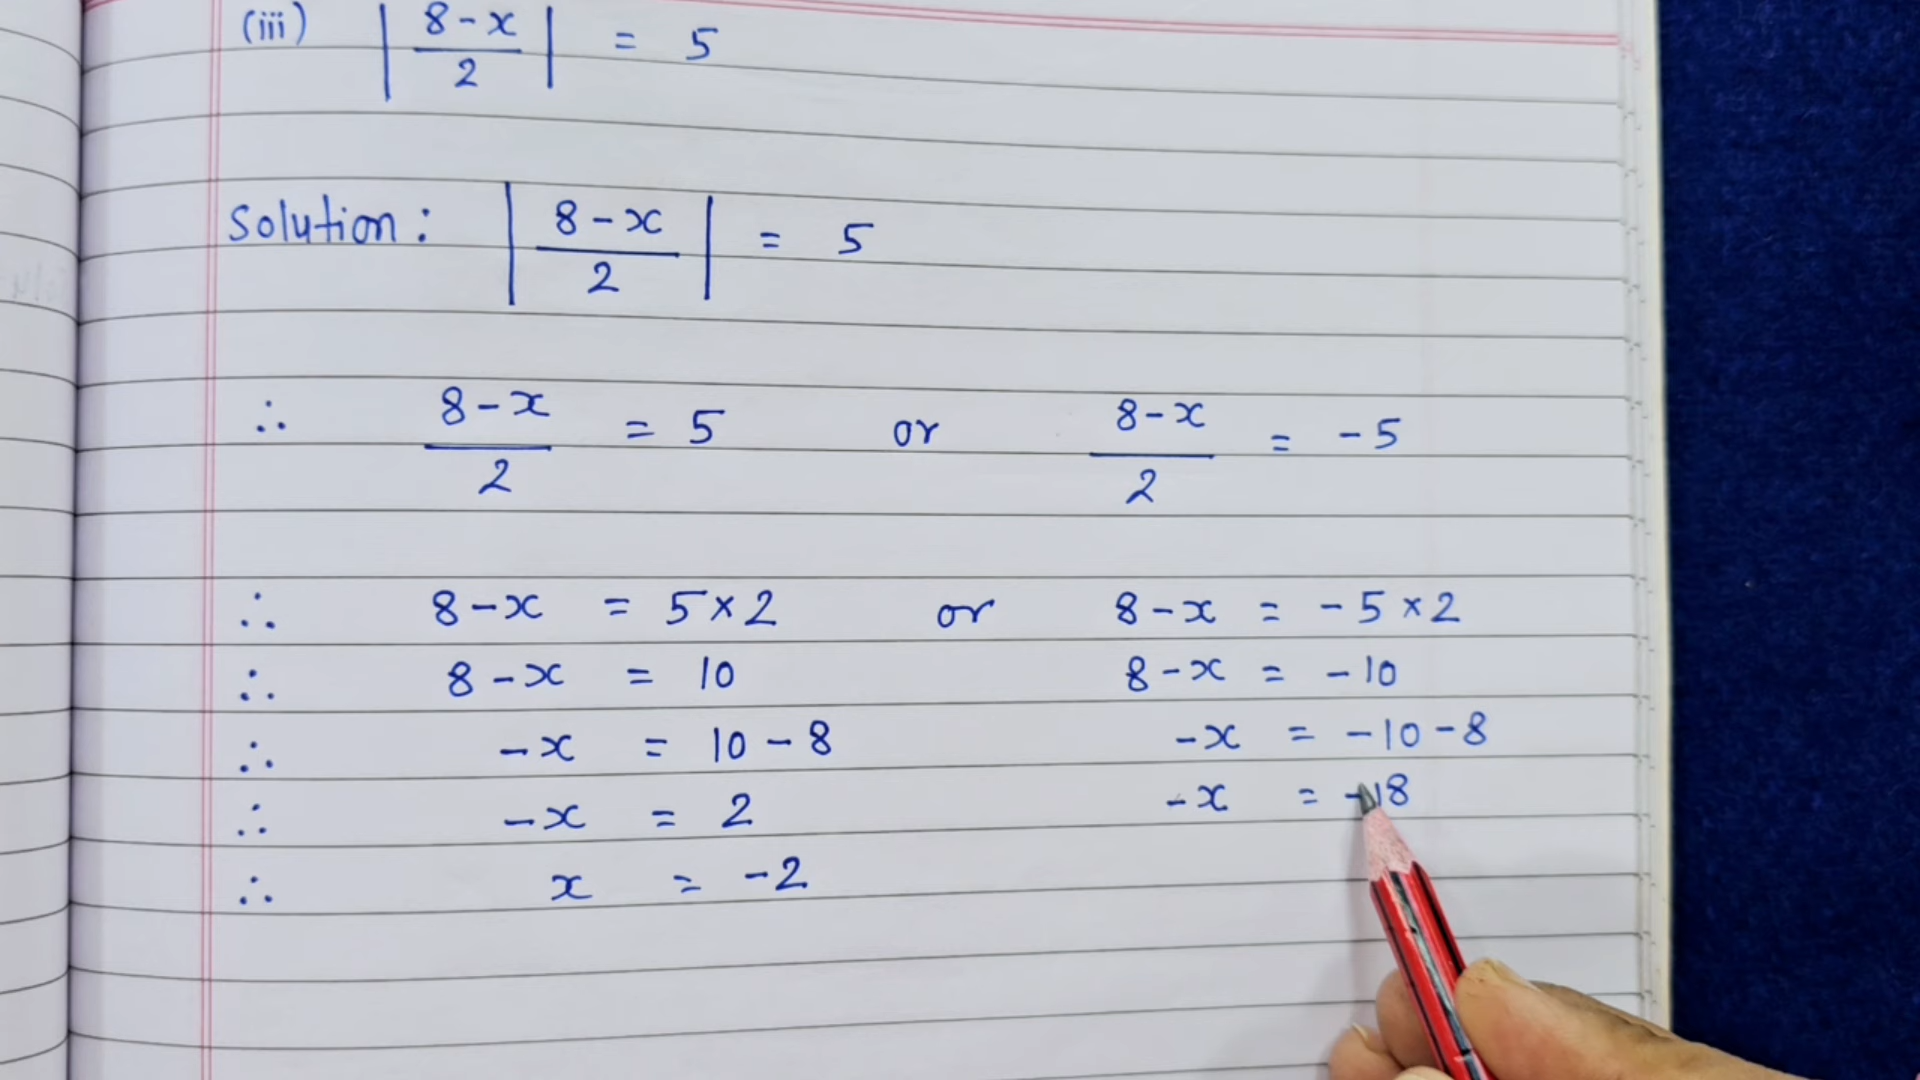 (iii) |8-x/2| = 5
Solution: |8-x/2| = 5
∴ 8-x/2 = 5 or 8-x/2 = -5
∴ 8-x = 5×2 or 8-x = -5×2
∴ 8-x = 10 8-x = -10
∴ -x = 10-8 -x = -10-8
∴ -x = 2 -x = -18
∴ x = -2